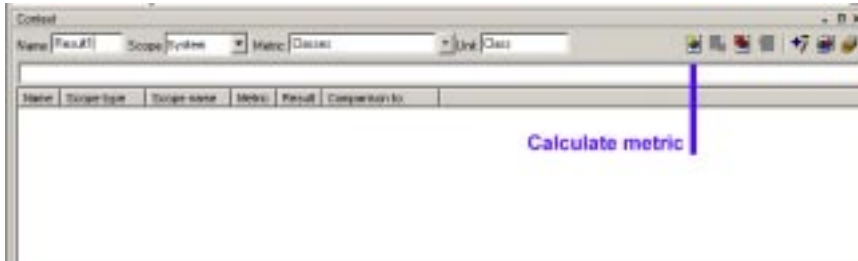 Context
Name Result1 Scope System Metric Classes Unit Class
Name Scope type Scope name Metric Result Comparison to
Calculate metric